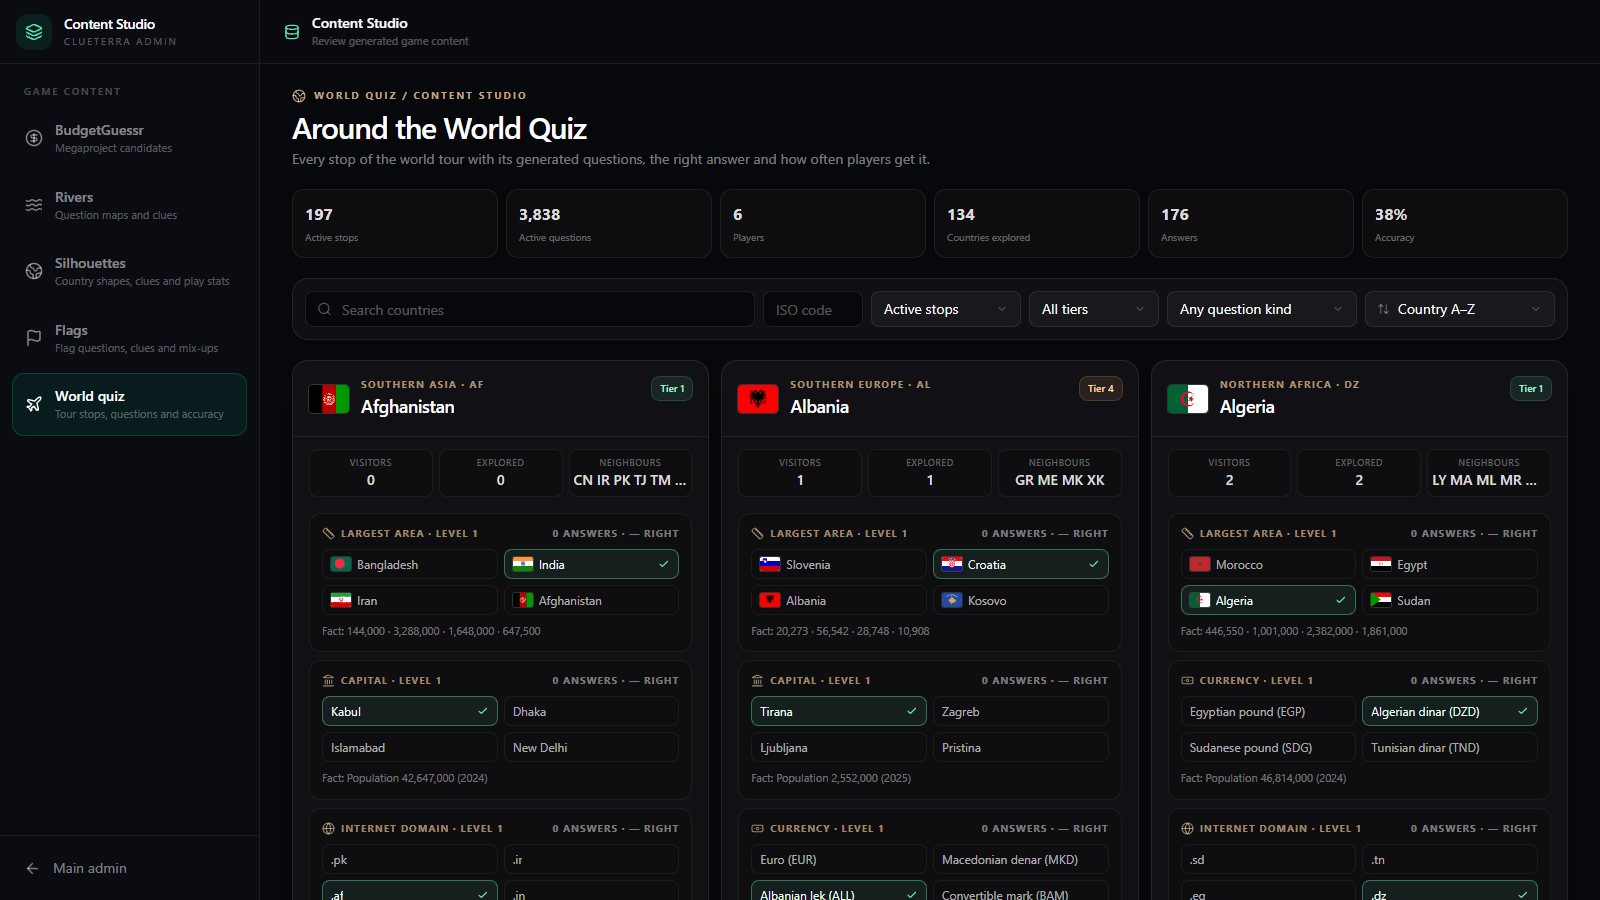 Content Studio
CLUETERRA ADMIN
GAME CONTENT
BudgetGuessr
Megaproject candidates
Rivers
Question maps and clues
Silhouettes
Country shapes, clues and play stats
Flags
Flag questions, clues and mix-ups
World quiz
Tour stops, questions and accuracy
Main admin
Content Studio
Review generated game content
WORLD QUIZ / CONTENT STUDIO
Around the World Quiz
Every stop of the world tour with its generated questions, the right answer and how often players get it.
197
Active stops
3,838
Active questions
6
Players
134
Countries explored
176
Answers
38%
Accuracy
Search countries
ISO code
Active stops
All tiers
Any question kind
Country A–Z
SOUTHERN ASIA · AF
Afghanistan
Tier 1
VISITORS
0
EXPLORED
0
NEIGHBOURS
CN IR PK TJ TM ...
LARGEST AREA · LEVEL 1
0 ANSWERS · — RIGHT
Bangladesh
India
Iran
Afghanistan
Fact: 144,000 · 3,288,000 · 1,648,000 · 647,500
CAPITAL · LEVEL 1
0 ANSWERS · — RIGHT
Kabul
Dhaka
Islamabad
New Delhi
Fact: Population 42,647,000 (2024)
INTERNET DOMAIN · LEVEL 1
0 ANSWERS · — RIGHT
.pk
.ir
.af
.in
SOUTHERN EUROPE · AL
Albania
Tier 4
VISITORS
1
EXPLORED
1
NEIGHBOURS
GR ME MK XK
LARGEST AREA · LEVEL 1
0 ANSWERS · — RIGHT
Slovenia
Croatia
Albania
Kosovo
Fact: 20,273 · 56,542 · 28,748 · 10,908
CAPITAL · LEVEL 1
0 ANSWERS · — RIGHT
Tirana
Zagreb
Ljubljana
Pristina
Fact: Population 2,552,000 (2025)
CURRENCY · LEVEL 1
0 ANSWERS · — RIGHT
Euro (EUR)
Macedonian denar (MKD)
Albanian lek (ALL)
Convertible mark (BAM)
NORTHERN AFRICA · DZ
Algeria
Tier 1
VISITORS
2
EXPLORED
2
NEIGHBOURS
LY MA ML MR ...
LARGEST AREA · LEVEL 1
0 ANSWERS · — RIGHT
Morocco
Egypt
Algeria
Sudan
Fact: 446,550 · 1,001,000 · 2,382,000 · 1,861,000
CURRENCY · LEVEL 1
0 ANSWERS · — RIGHT
Egyptian pound (EGP)
Algerian dinar (DZD)
Sudanese pound (SDG)
Tunisian dinar (TND)
Fact: Population 46,814,000 (2024)
INTERNET DOMAIN · LEVEL 1
0 ANSWERS · — RIGHT
.sd
.tn
.eg
.dz